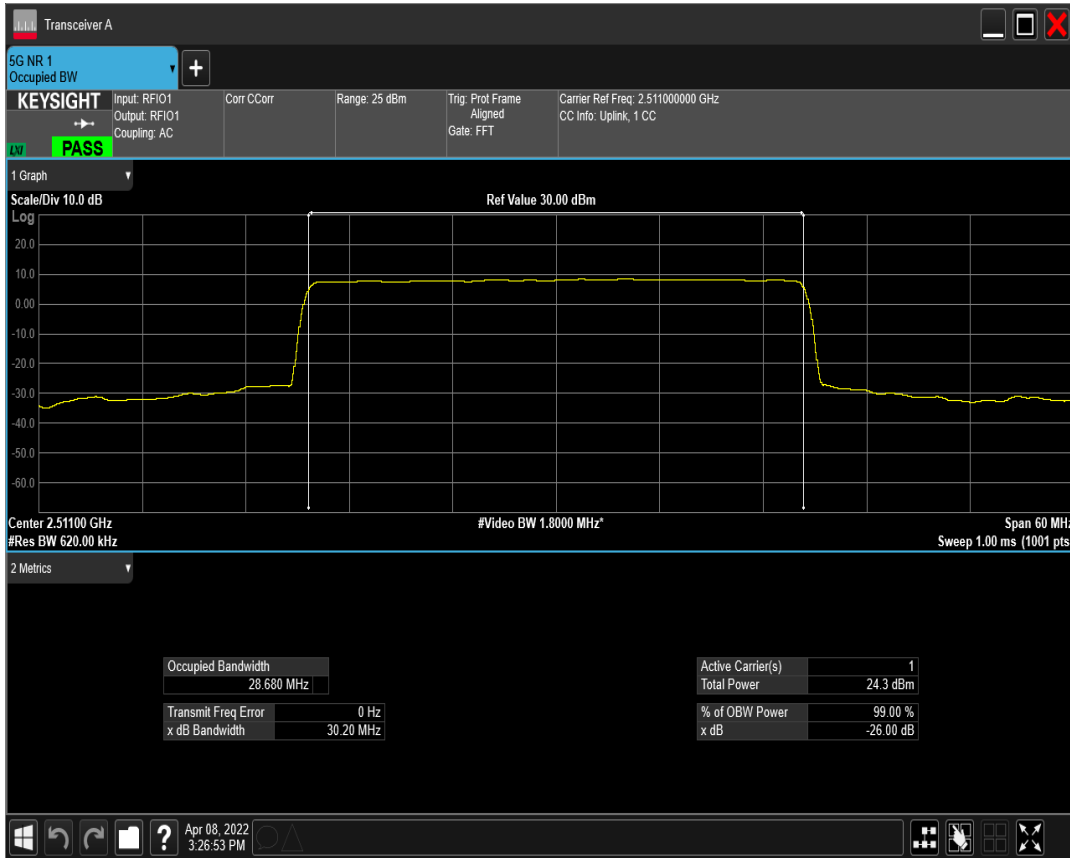 Transceiver A
5G NR 1
Occupied BW
+
KEYSIGHT
LXI
PASS
Input: RFIO1
Output: RFIO1
Coupling: AC
Corr CCorr
Range: 25 dBm
Trig: Prot Frame
Aligned
Gate: FFT
Carrier Ref Freq: 2.511000000 GHz
CC Info: Uplink, 1 CC
1 Graph
Scale/Div 10.0 dB
Ref Value 30.00 dBm
Log
20.0
10.0
0.00
-10.0
-20.0
-30.0
-40.0
-50.0
-60.0
Center 2.51100 GHz
#Video BW 1.8000 MHz*
Span 60 MHz
#Res BW 620.00 kHz
Sweep 1.00 ms (1001 pts
2 Metrics
Occupied Bandwidth
28.680 MHz
Transmit Freq Error 0 Hz
x dB Bandwidth 30.20 MHz
Active Carrier(s) 1
Total Power 24.3 dBm
% of OBW Power 99.00 %
x dB -26.00 dB
?
Apr 08, 2022
3:26:53 PM